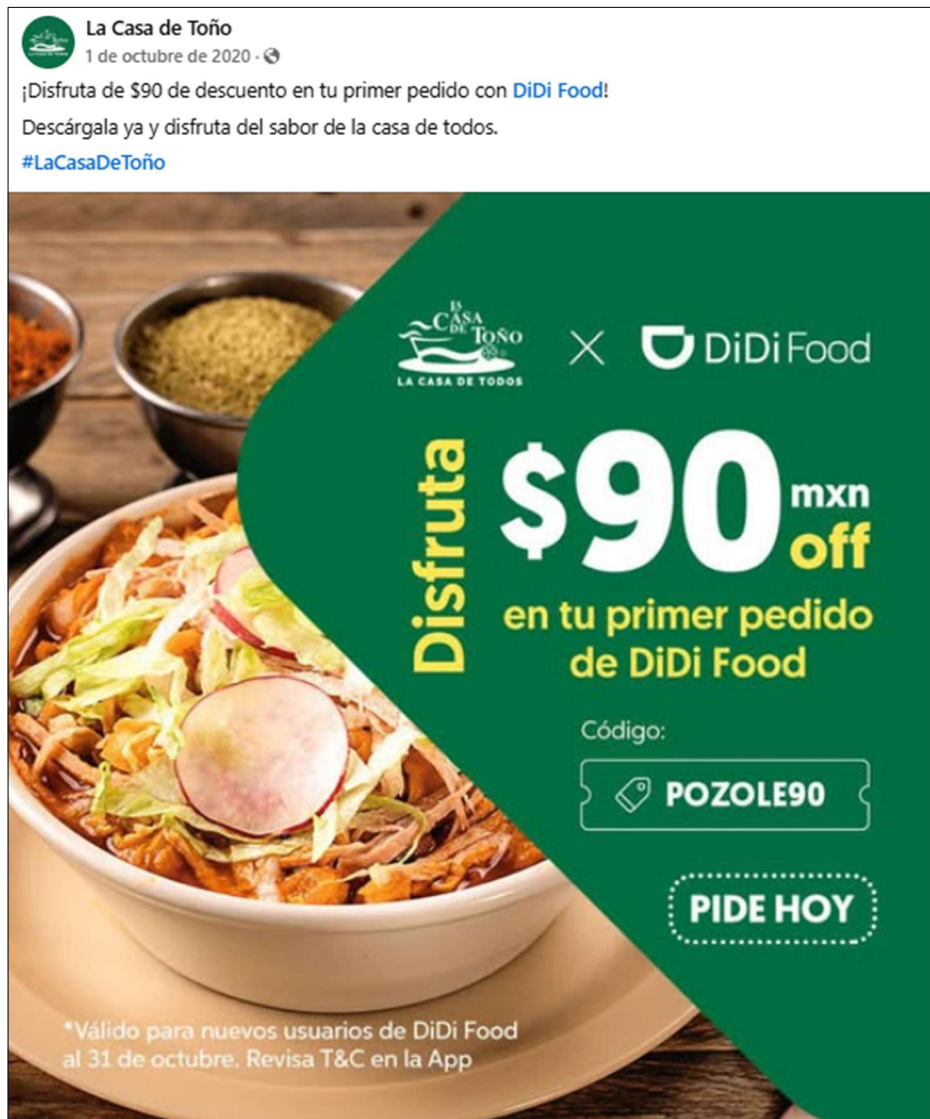 La Casa de Toño
1 de octubre de 2020 ·
¡Disfruta de $90 de descuento en tu primer pedido con DiDi Food!
Descárgala ya y disfruta del sabor de la casa de todos.
#LaCasaDeToño
LA
CASA
DE TOÑO
LA CASA DE TODOS
DiDi Food
Disfruta
$90 mxn
off
en tu primer pedido
de DiDi Food
Código:
POZOLE90
PIDE HOY
*Válido para nuevos usuarios de DiDi Food
al 31 de octubre. Revisa T&C en la App